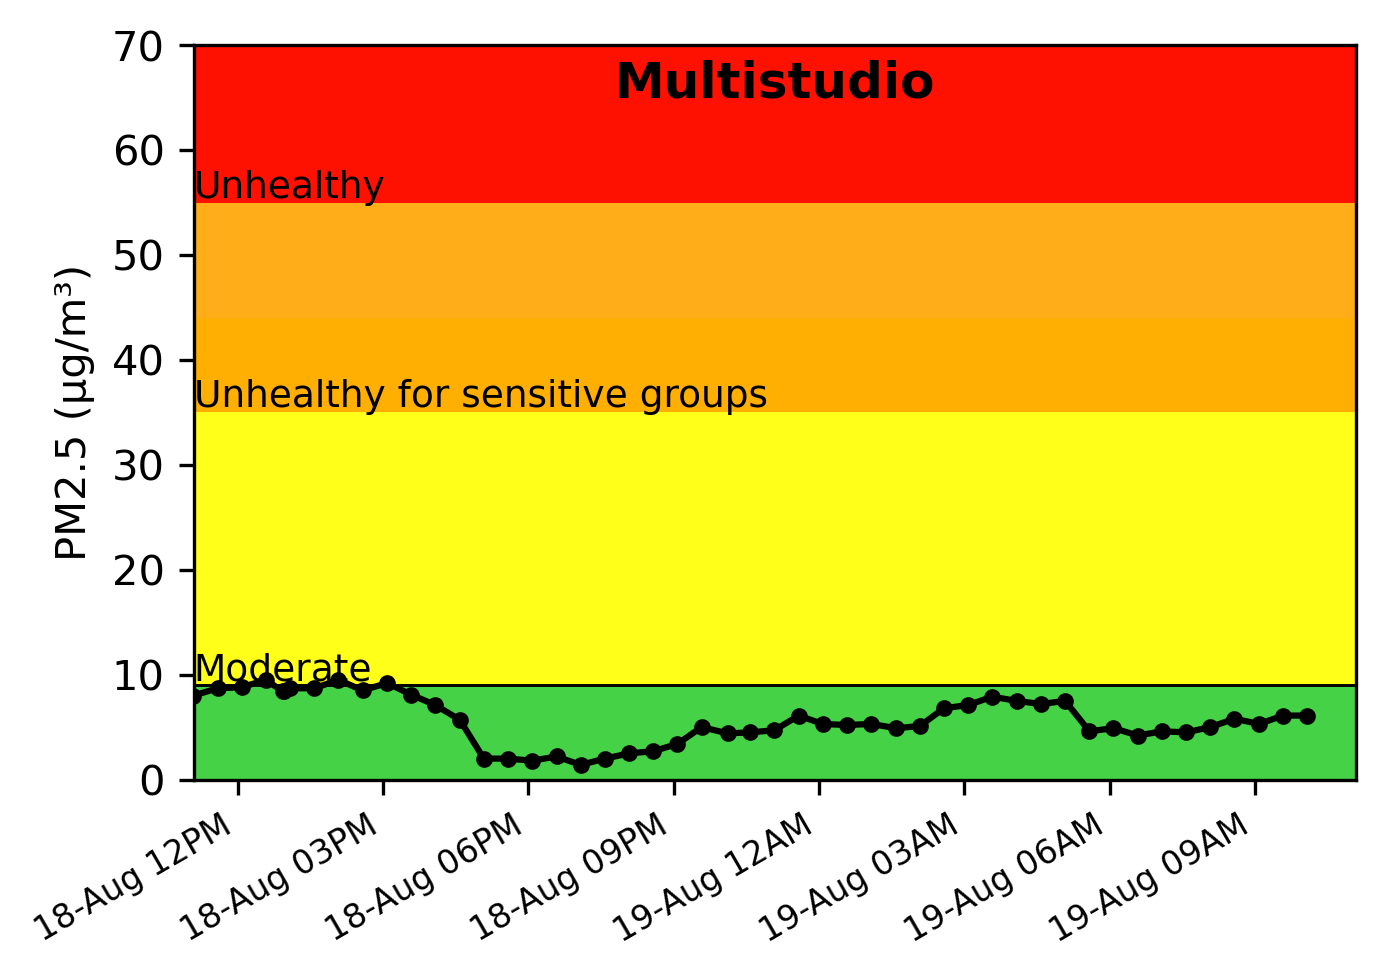 Multistudio
70
60
50
40
30
20
10
0
PM2.5 (µg/m³)
Unhealthy
Unhealthy for sensitive groups
Moderate
18-Aug 12PM
18-Aug 03PM
18-Aug 06PM
18-Aug 09PM
19-Aug 12AM
19-Aug 03AM
19-Aug 06AM
19-Aug 09AM